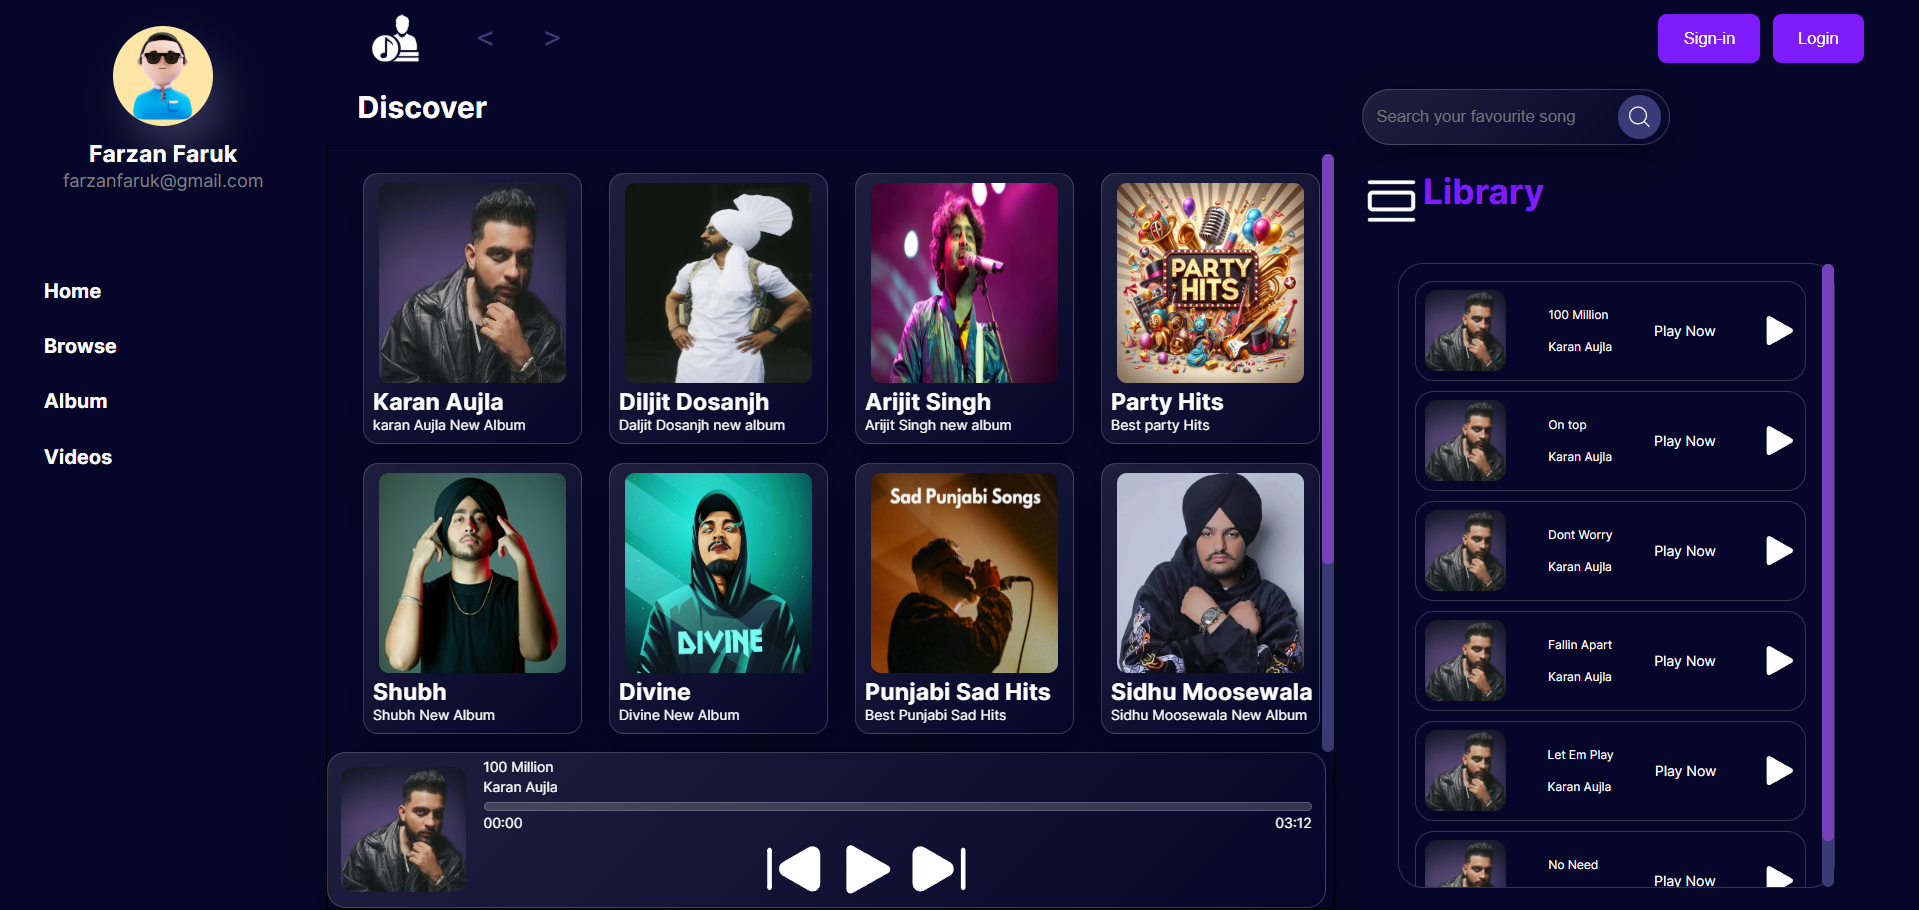 Farzan Faruk
farzanfaruk@gmail.com
Home
Browse
Album
Videos
< >
Sign-in
Login
Discover
PARTY
HITS
Karan Aujla
karan Aujla New Album
Diljit Dosanjh
Daljit Dosanjh new album
Arijit Singh
Arijit Singh new album
Party Hits
Best party Hits
DIVINE
Sad Punjabi Songs
Shubh
Shubh New Album
Divine
Divine New Album
Punjabi Sad Hits
Best Punjabi Sad Hits
Sidhu Moosewala
Sidhu Moosewala New Album
100 Million
Karan Aujla
00:00
03:12
Search your favourite song
Library
100 Million
Karan Aujla
Play Now
On top
Karan Aujla
Play Now
Dont Worry
Karan Aujla
Play Now
Fallin Apart
Karan Aujla
Play Now
Let Em Play
Karan Aujla
Play Now
No Need
Play Now